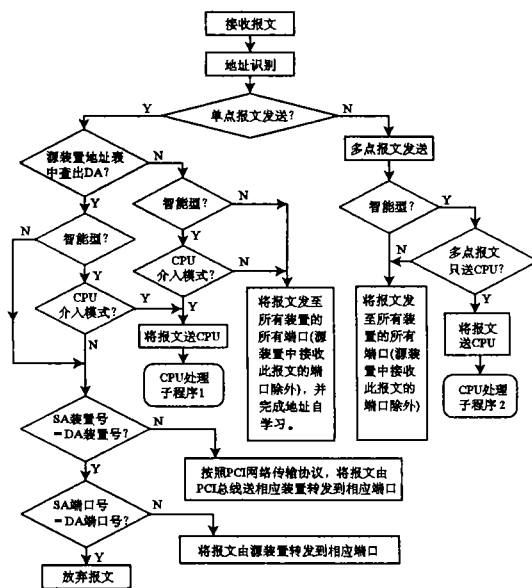 接收报文
地址识别
单点报文发送?
Y
N
源装置地址表
中查出DA?
N
Y
多点报文发送
智能型?
N
Y
智能型?
N
Y
智能型?
Y
N
多点报文
只送CPU?
N
Y
CPU
介入模式?
N
Y
CPU
介入模式?
Y
N
将报文送CPU
CPU处理
子程序1
将报文发至
所有装置的
所有端口(源
装置中接收
此报文的端
口除外),并
完成地址自
学习。
将报文发
至所有装
置的所有
端口(源装
置中接收
此报文的
端口除外)
将报文
送CPU
CPU处理
子程序2
SA装置号
=DA装置号?
N
Y
按照PCI网络传输协议,将报文由
PCI总线送相应装置转发到相应端口
SA端口号
=DA端口号?
N
Y
将报文由源装置转发到相应端口
放弃报文